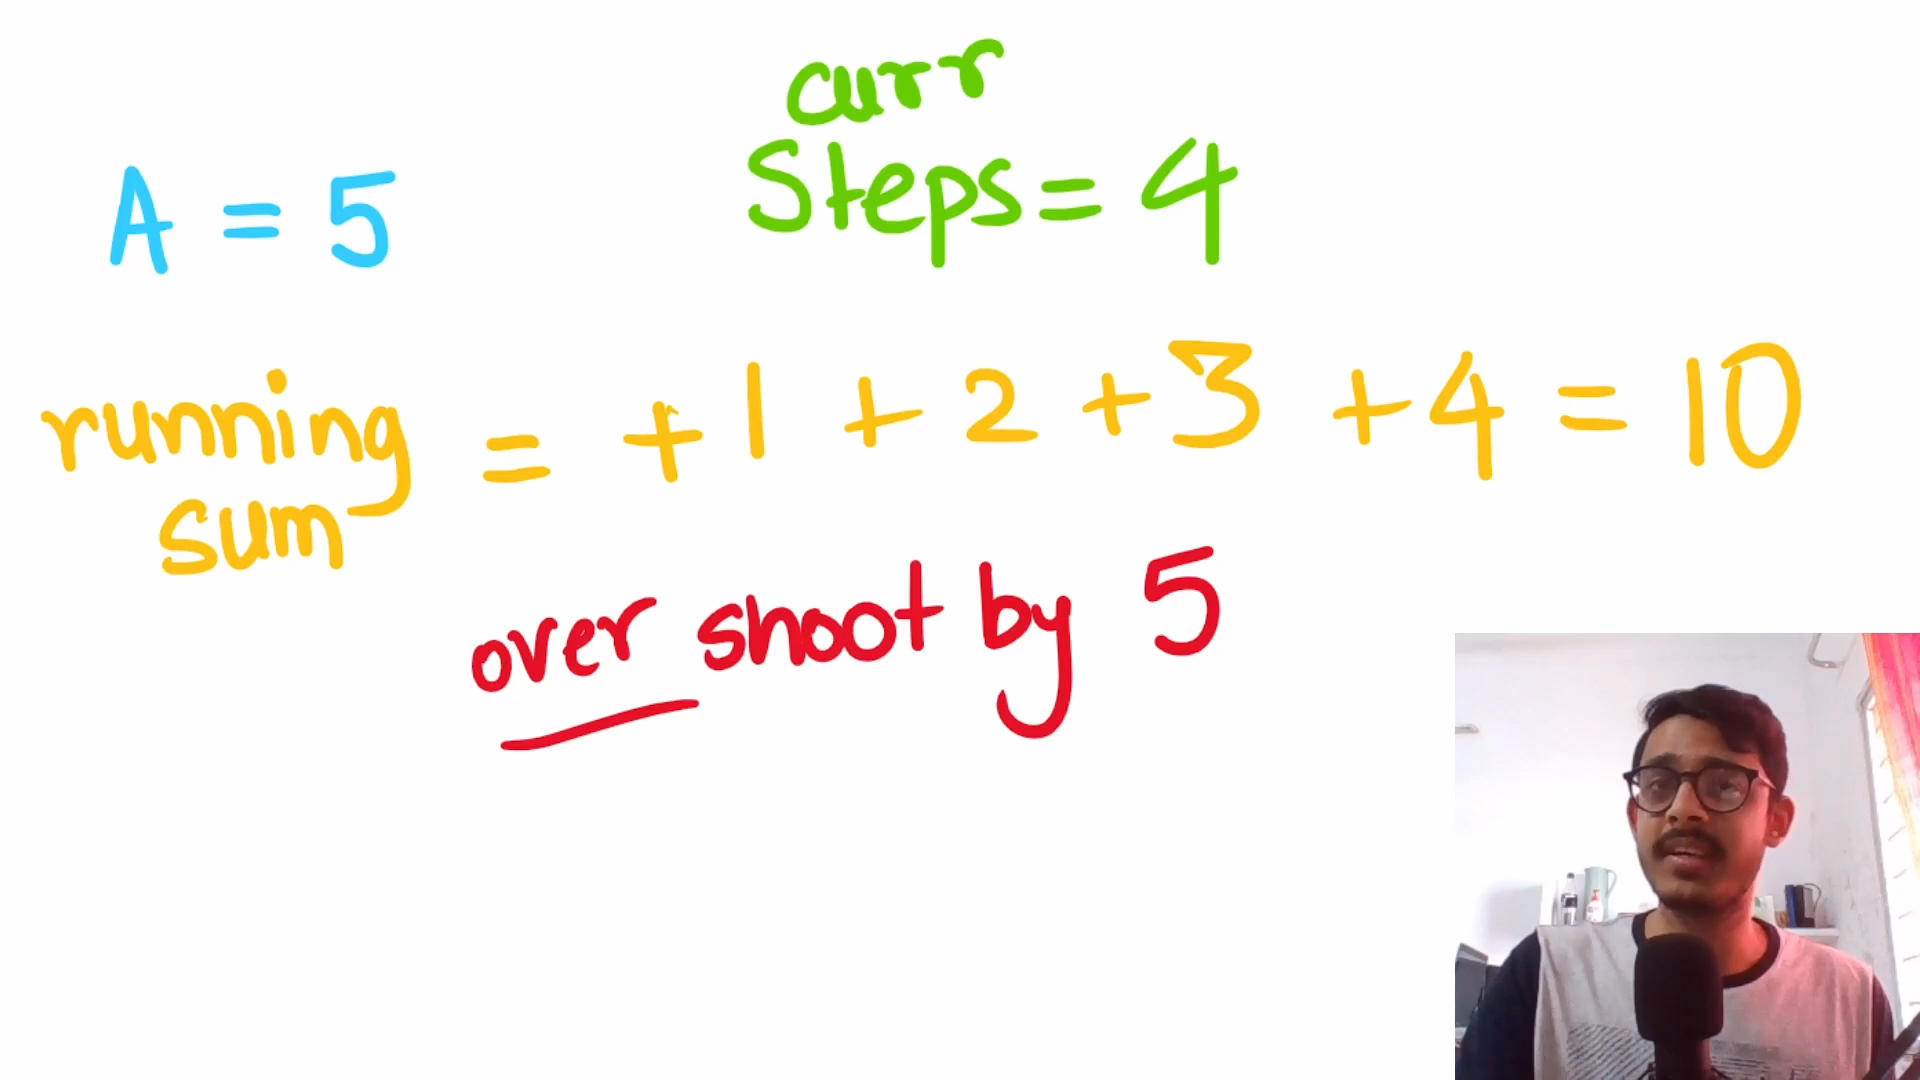 curr
A = 5
Steps = 4
running
sum
= +1 +2 +3 +4 = 10
over shoot by 5